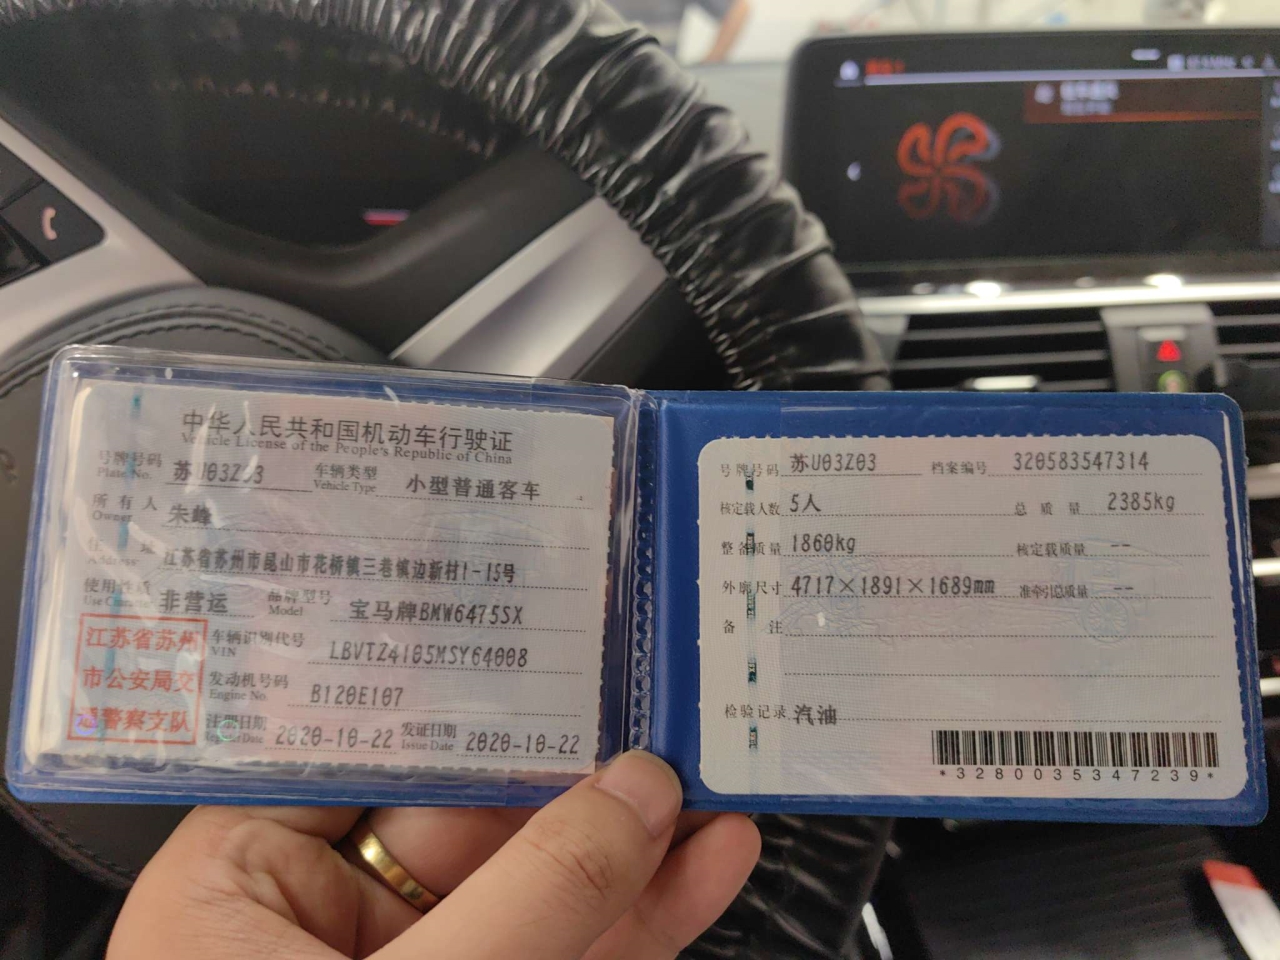 中华人民共和国机动车行驶证
Vehicle License of the People's Republic of China
号牌号码 苏U03Z03 车辆类型 小型普通客车
Plate No. Vehicle Type
所有人 朱峰
Owner
住址 江苏省苏州市昆山市花桥镇三巷镇边新村1-15号
Address
使用性质 非营运 品牌型号 宝马牌BMW6475SX
Use Character Model
江苏省苏州
市公安局交
通警察支队
车辆识别代号 LBVTZ4105MSY64008
VIN
发动机号码 B120E107
Engine No.
注册日期 2020-10-22 发证日期 2020-10-22
Register Date Issue Date
号牌号码 苏U03Z03 档案编号 320583547314
核定载人数 5人 总质量 2385kg
整备质量 1860kg 核定载质量 --
外廓尺寸 4717×1891×1689mm 准牵引总质量 --
备注
检验记录 汽油
*3280035347239*